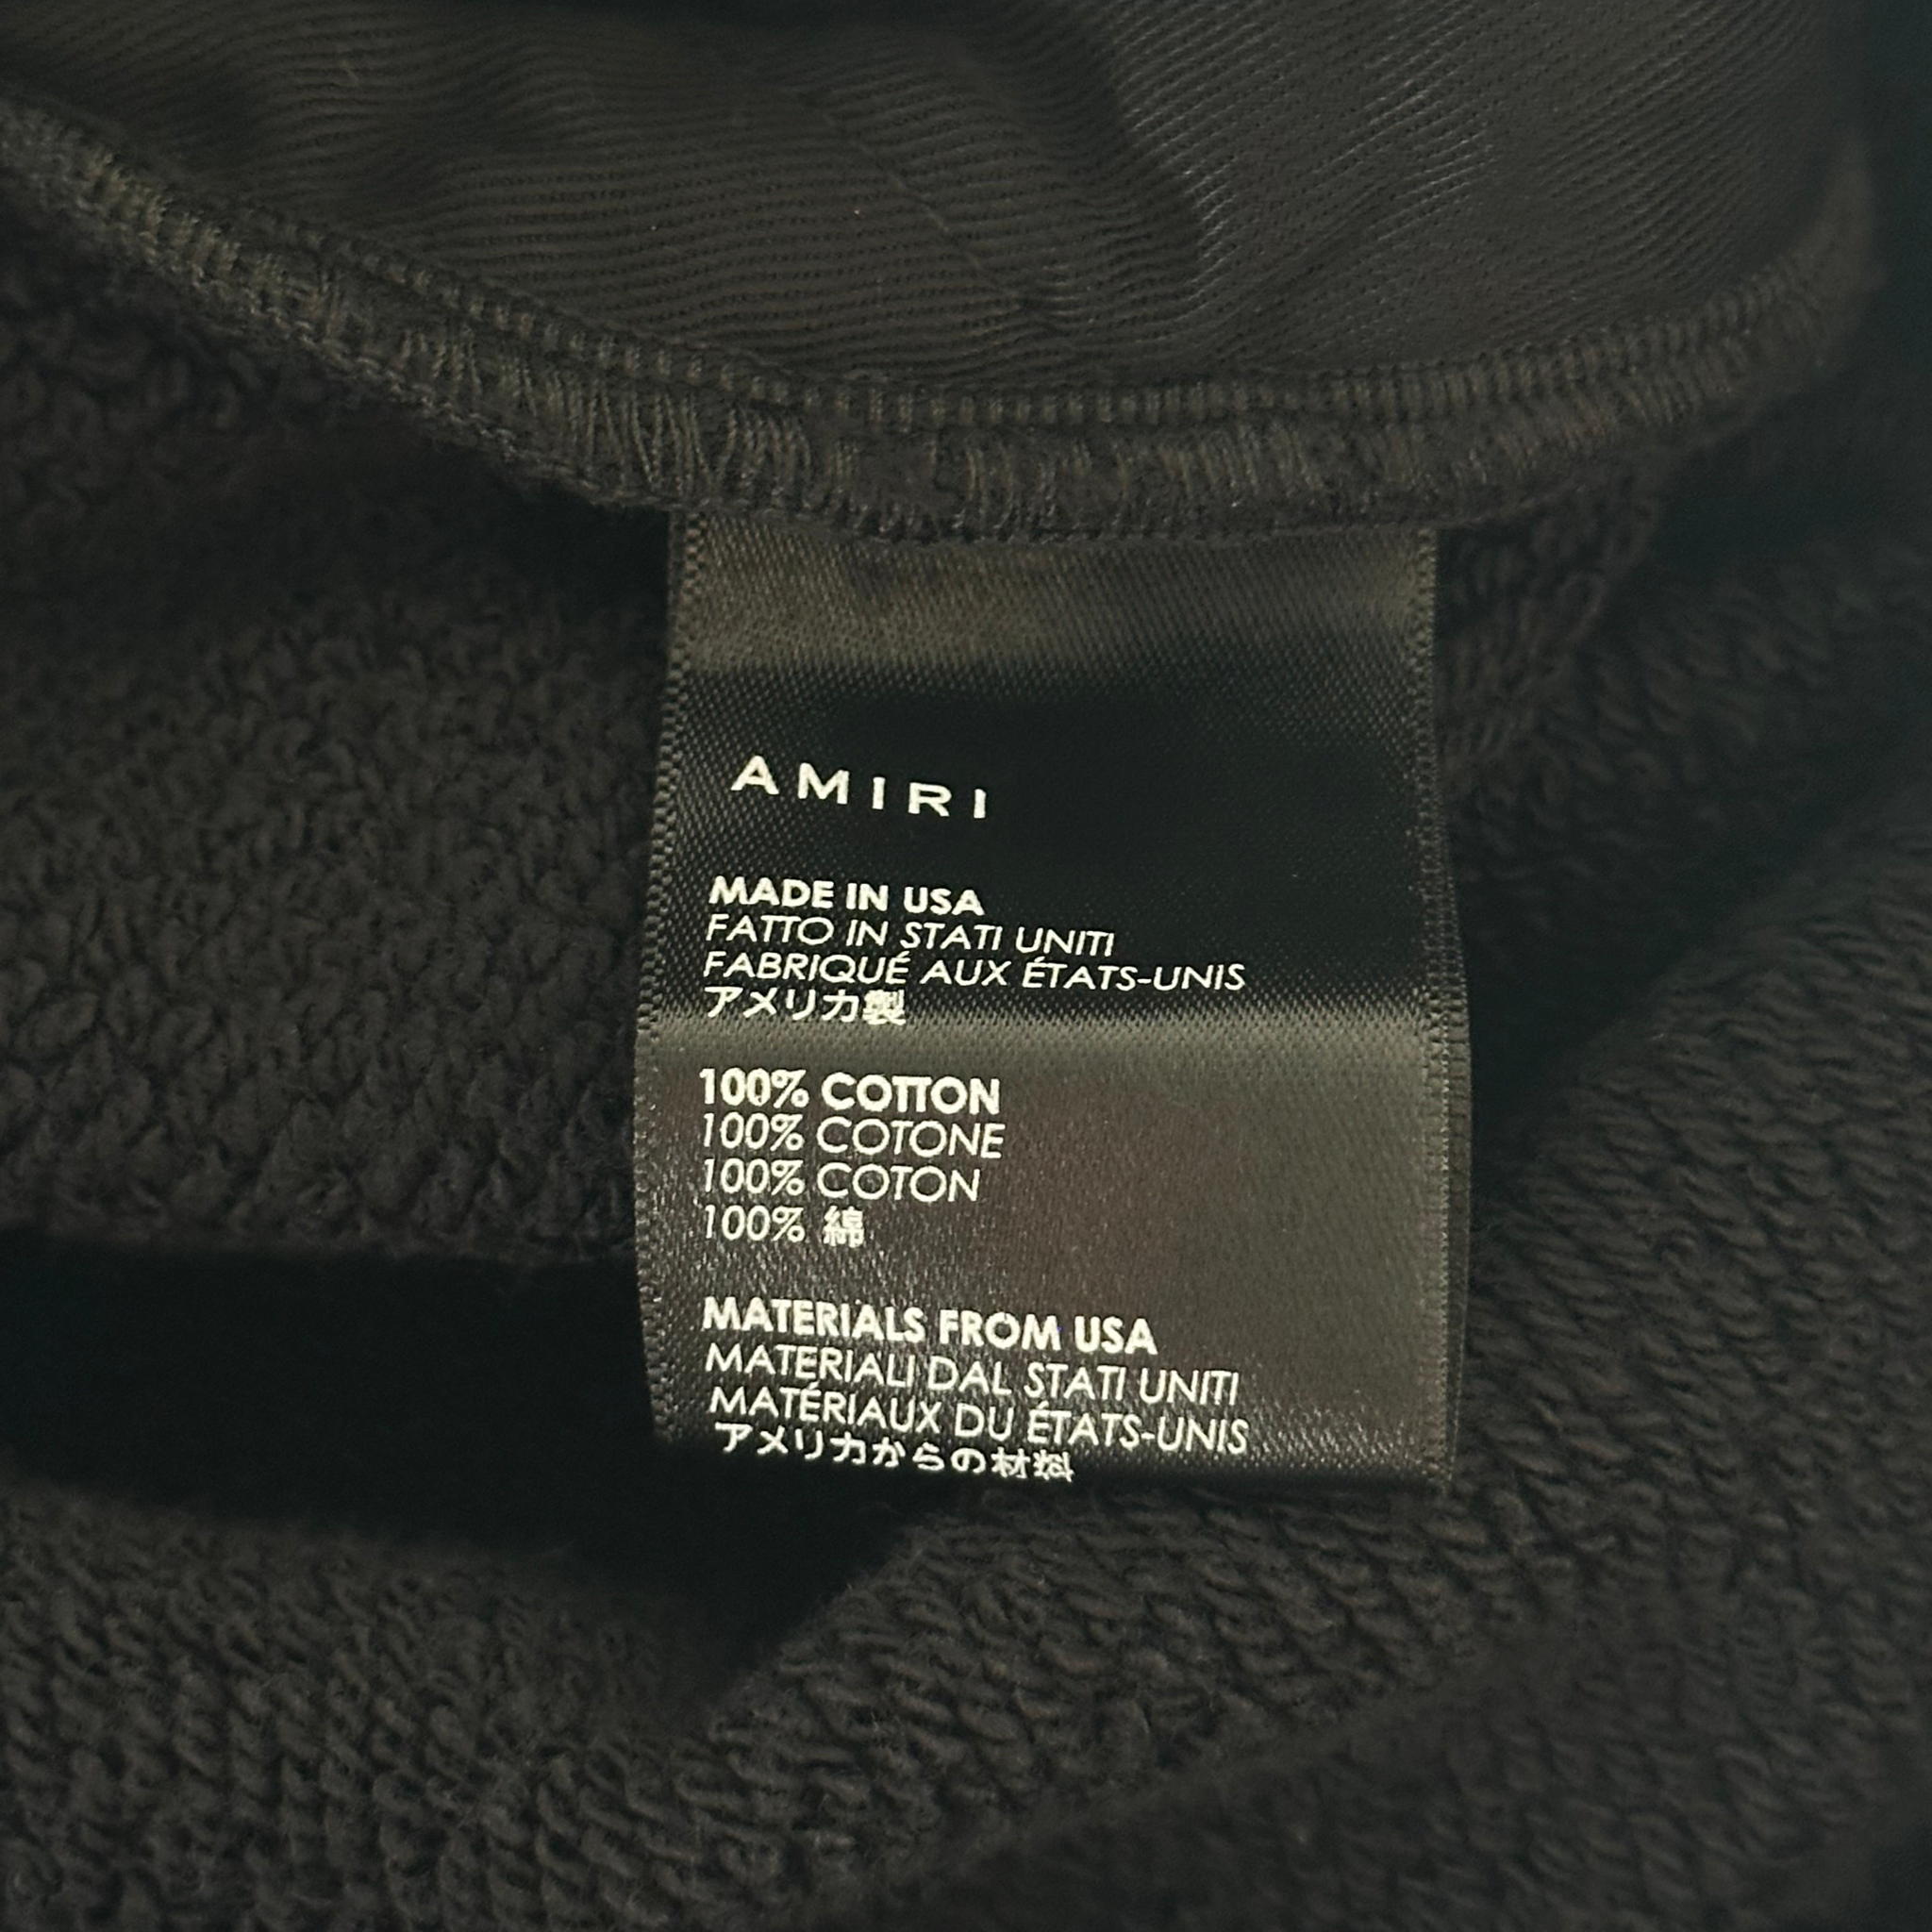 AMIRI
MADE IN USA
FATTO IN STATI UNITI
FABRIQUÉ AUX ÉTATS-UNIS
アメリカ製
100% COTTON
100% COTONE
100% COTON
100% 綿
MATERIALS FROM USA
MATERIALI DAL STATI UNITI
MATÉRIAUX DU ÉTATS-UNIS
アメリカからの材料